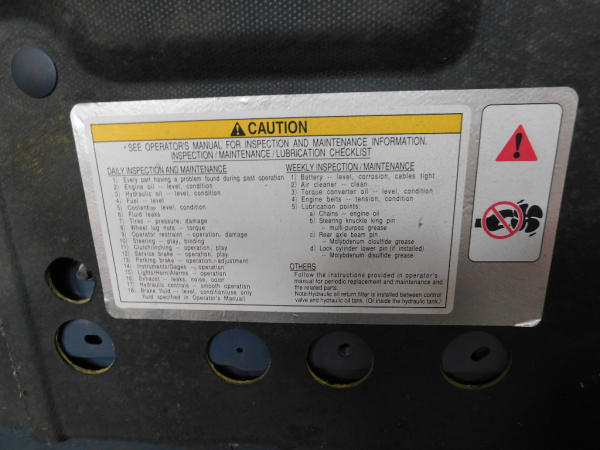 CAUTION
*SEE OPERATOR'S MANUAL FOR INSPECTION AND MAINTENANCE INFORMATION.
INSPECTION/MAINTENANCE/LUBRICATION CHECKLIST
DAILY INSPECTION AND MAINTENANCE
1) Every part having a problem found during past operation
2) Engine oil -- level, condition
3) Hydraulic oil -- level, condition
4) Fuel -- level
5) Coolant -- level, condition
6) Fluid leaks
7) Tires -- pressure, damage
8) Wheel lug nuts -- torque
9) Operator restraint -- operation, damage
10) Steering -- play, binding
11) Clutch/Inching -- operation, play
12) Service brake -- operation, play
13) Parking brake -- operation, adjustment
14) Instruments/Gages -- operation
15) Lights/Horn/Alarms -- operation
16) Exhaust -- leaks, noise, color
17) Hydraulic controls -- smooth operation
18) Brake fluid -- level, condition(use only
fluid specified in Operator's Manual)
WEEKLY INSPECTION/MAINTENANCE
1) Battery -- level, corrosion, cables tight
2) Air cleaner -- clean
3) Torque converter oil -- level, condition
4) Engine belts -- tension, condition
5) Lubrication points:
a) Chains -- engine oil
b) Steering knuckle king pin
-- multi-purpose grease
c) Rear axle beam pin
-- Molybdenum disulfide grease
d) Lock cylinder lower pin (if installed)
-- Molybdenum disulfide grease
OTHERS
Follow the instructions provided in operator's
manual for periodic replacement and maintenance and
the related parts.
Note:Hydraulic oil return filter is installed between control
valve and hydraulic oil tank. (Or inside the hydraulic tank.)